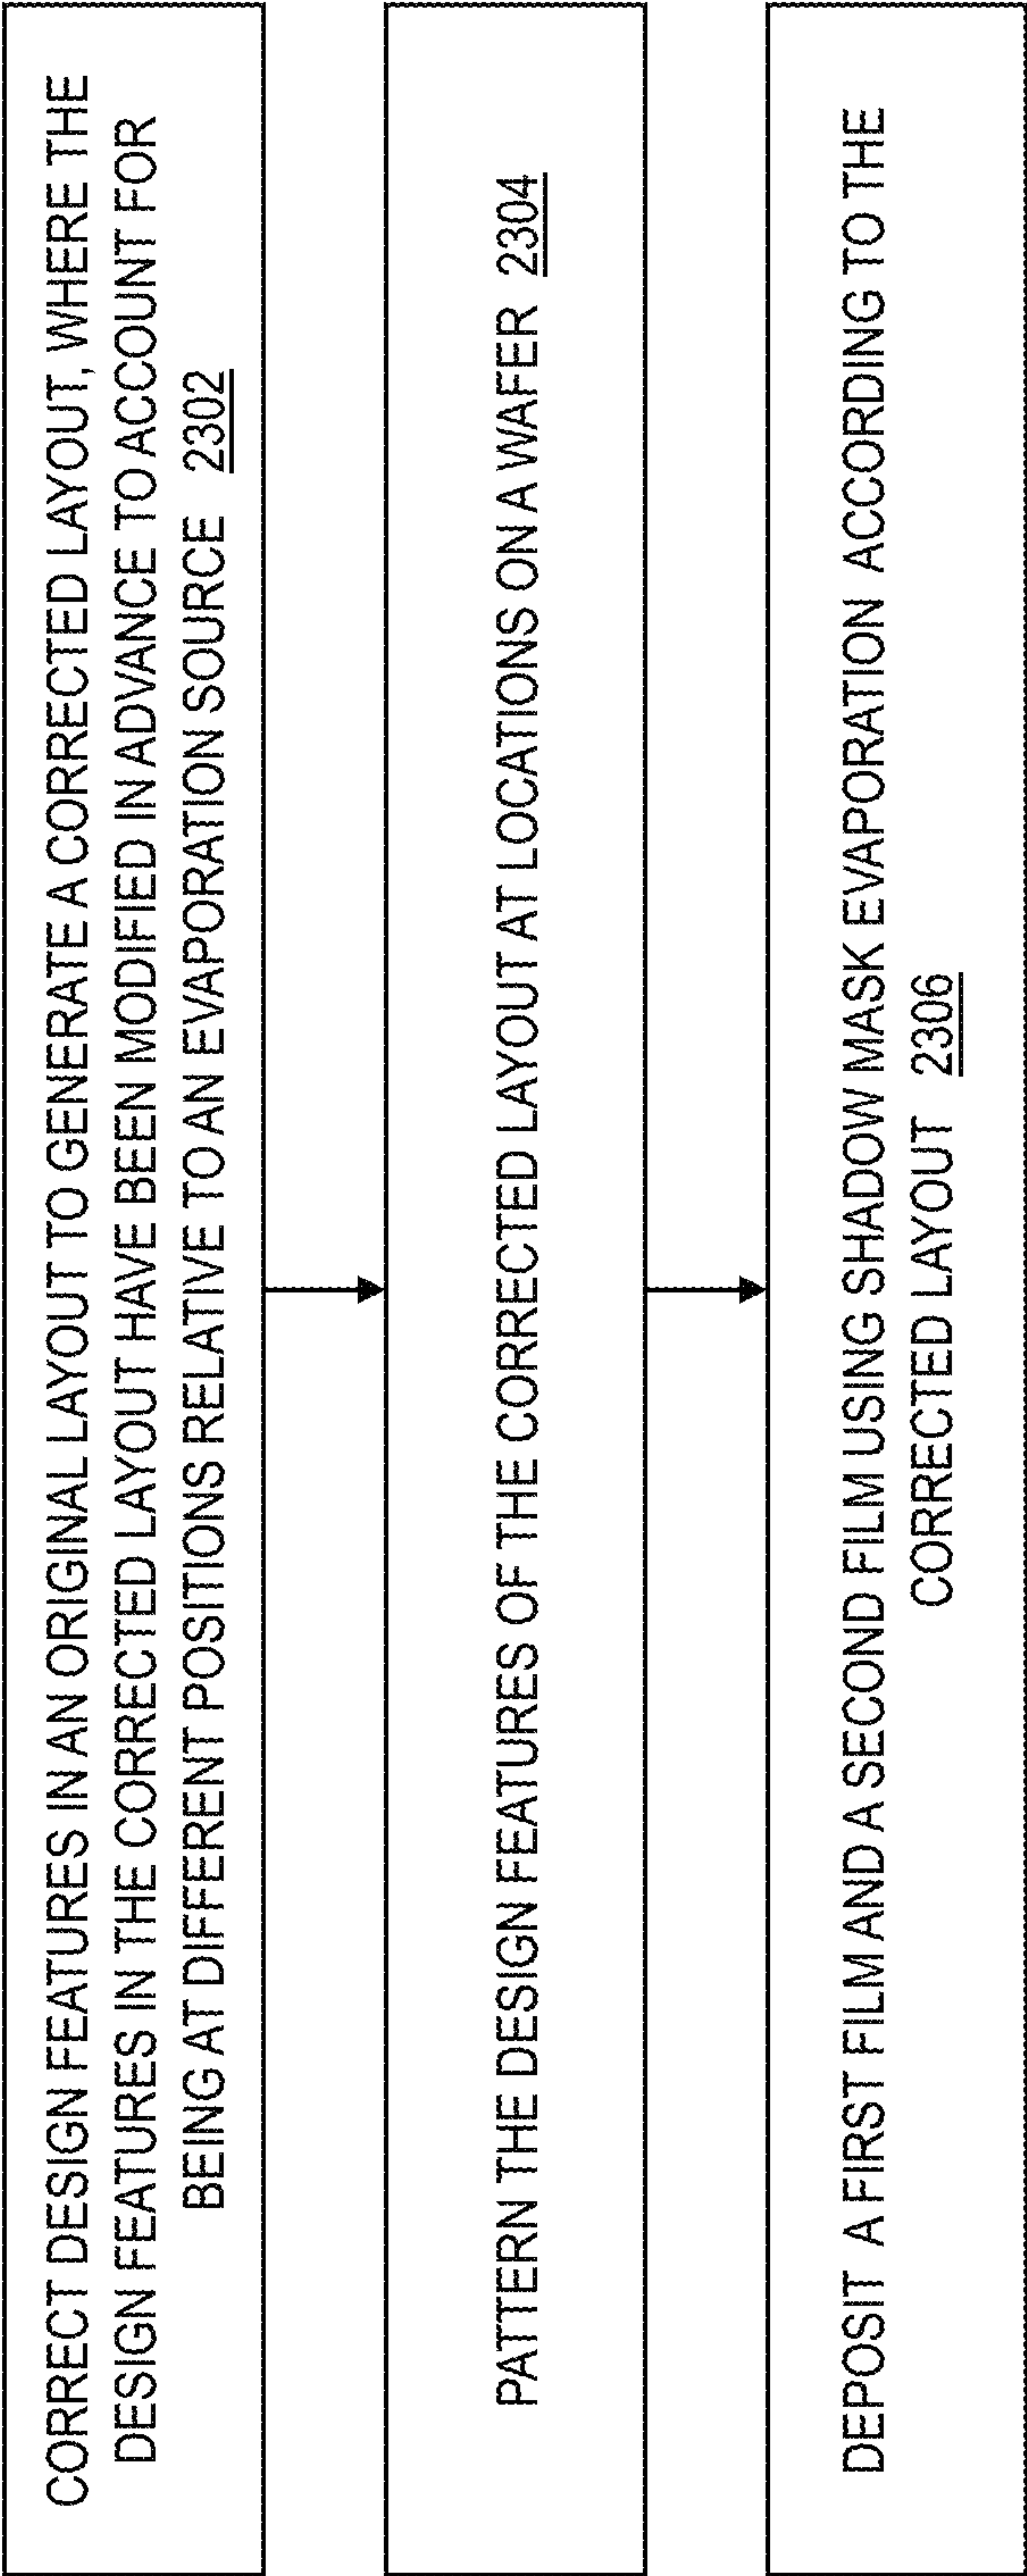 CORRECT DESIGN FEATURES IN AN ORIGINAL LAYOUT TO GENERATE A CORRECTED LAYOUT, WHERE THE
DESIGN FEATURES IN THE CORRECTED LAYOUT HAVE BEEN MODIFIED IN ADVANCE TO ACCOUNT FOR
BEING AT DIFFERENT POSITIONS RELATIVE TO AN EVAPORATION SOURCE 2302
PATTERN THE DESIGN FEATURES OF THE CORRECTED LAYOUT AT LOCATIONS ON A WAFER 2304
DEPOSIT A FIRST FILM AND A SECOND FILM USING SHADOW MASK EVAPORATION ACCORDING TO THE
CORRECTED LAYOUT 2306